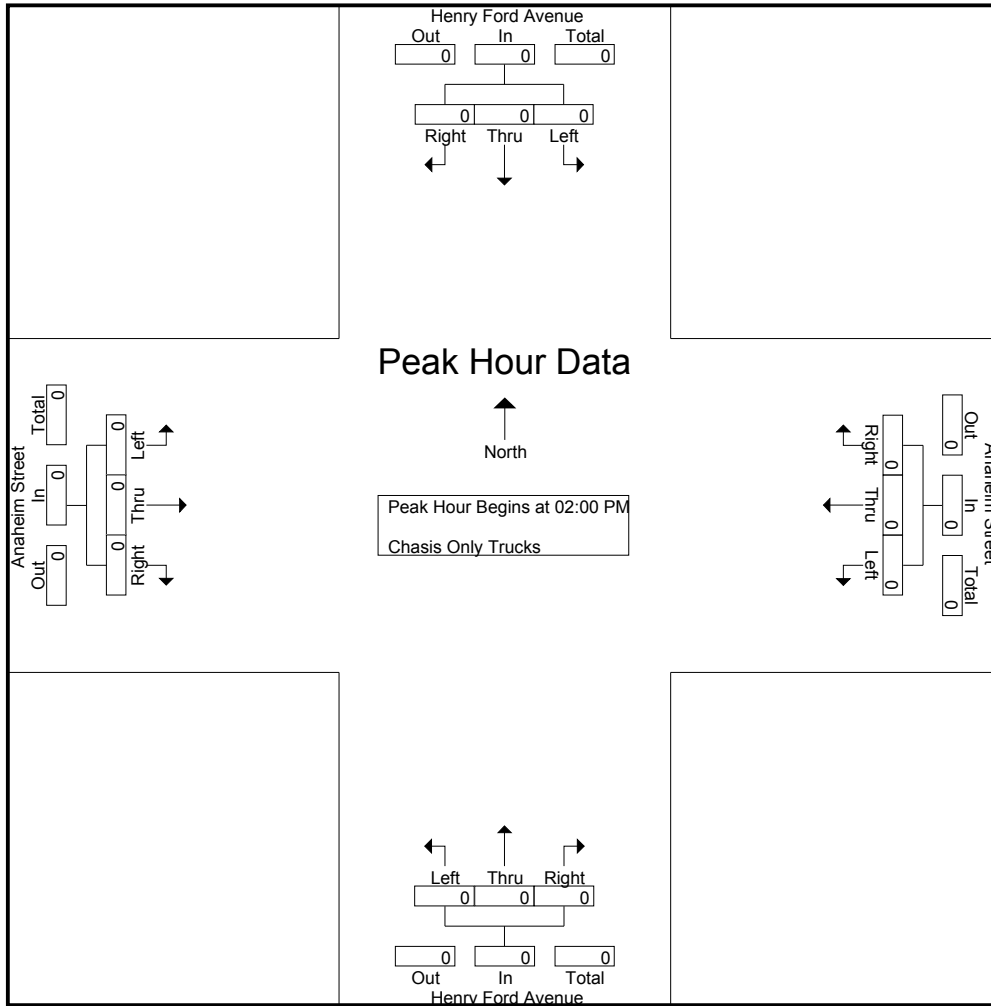 Henry Ford Avenue
Out In Total
0 0 0
0 0 0
Right Thru Left
Peak Hour Data
North
Peak Hour Begins at 02:00 PM
Chasis Only Trucks
Anaheim Street
Out In Total
0 0 0
0 0 0
Left Thru Right
Anaheim Street
Out In Total
0 0 0
0 0 0
Right Thru Left
Left Thru Right
0 0 0
0 0 0
Out In Total
Henry Ford Avenue